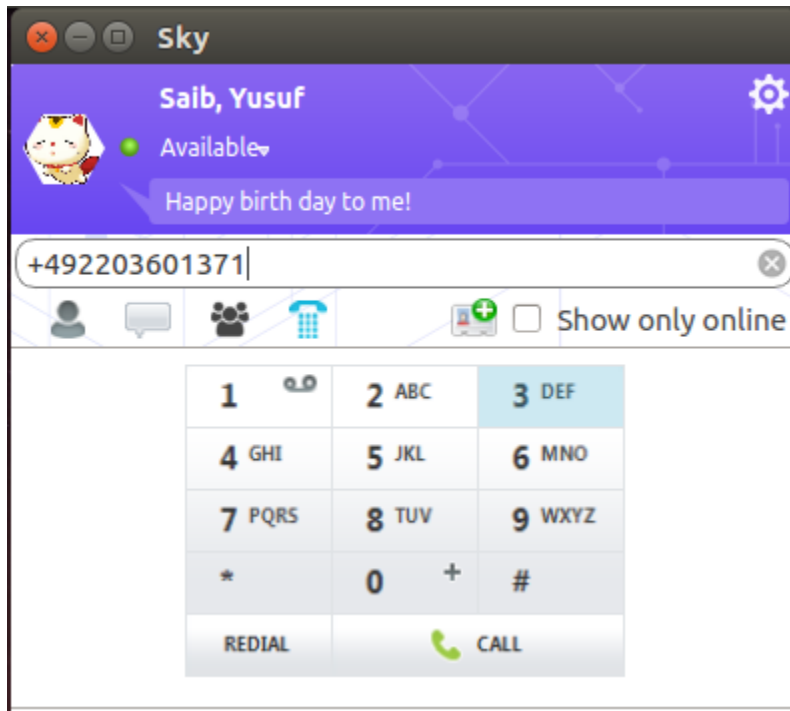 Sky
Saib, Yusuf
Available
Happy birth day to me!
+492203601371
Show only online
1 2 ABC 3 DEF
4 GHI 5 JKL 6 MNO
7 PQRS 8 TUV 9 WXYZ
* 0 + #
REDIAL CALL